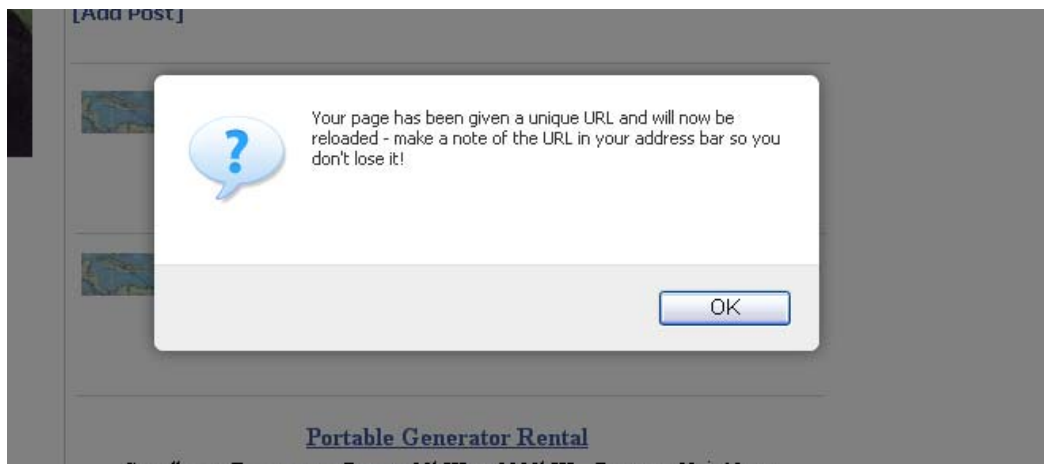 [Add Post]
Your page has been given a unique URL and will now be
reloaded - make a note of the URL in your address bar so you
don't lose it!
OK
Portable Generator Rental